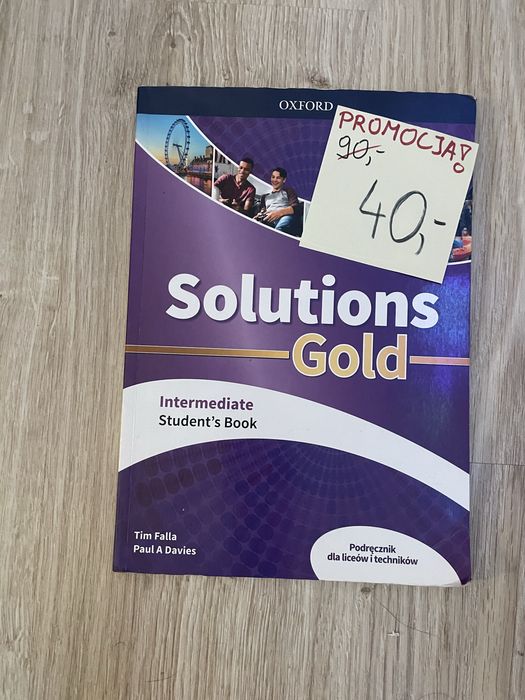 OXFORD
PROMOCJA!
90,-
40,-
Solutions
Gold
Intermediate
Student's Book
Tim Falla
Paul A Davies
Podręcznik
dla liceów i techników